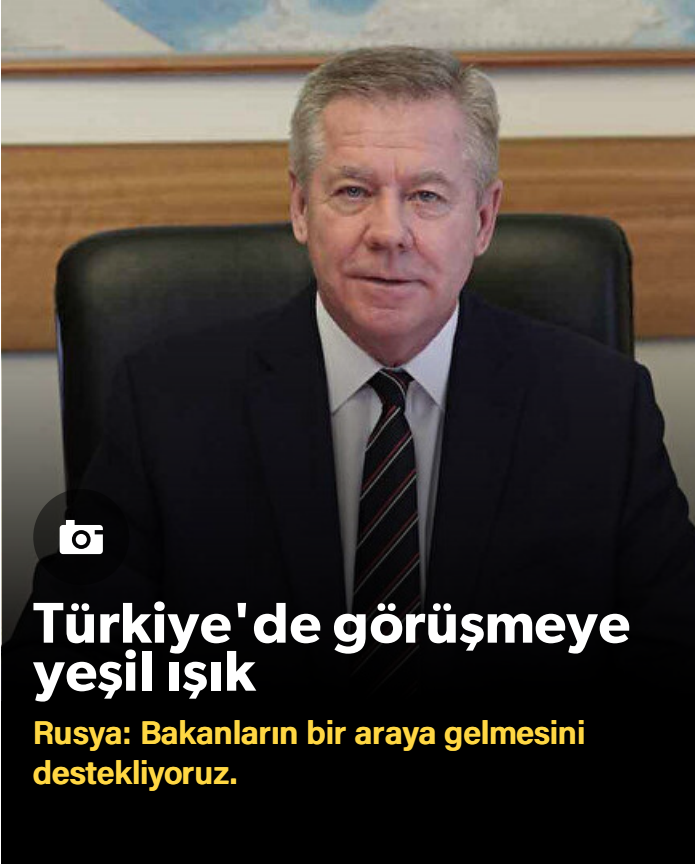 Türkiye'de görüşmeye
yeşil ışık
Rusya: Bakanların bir araya gelmesini
destekliyoruz.